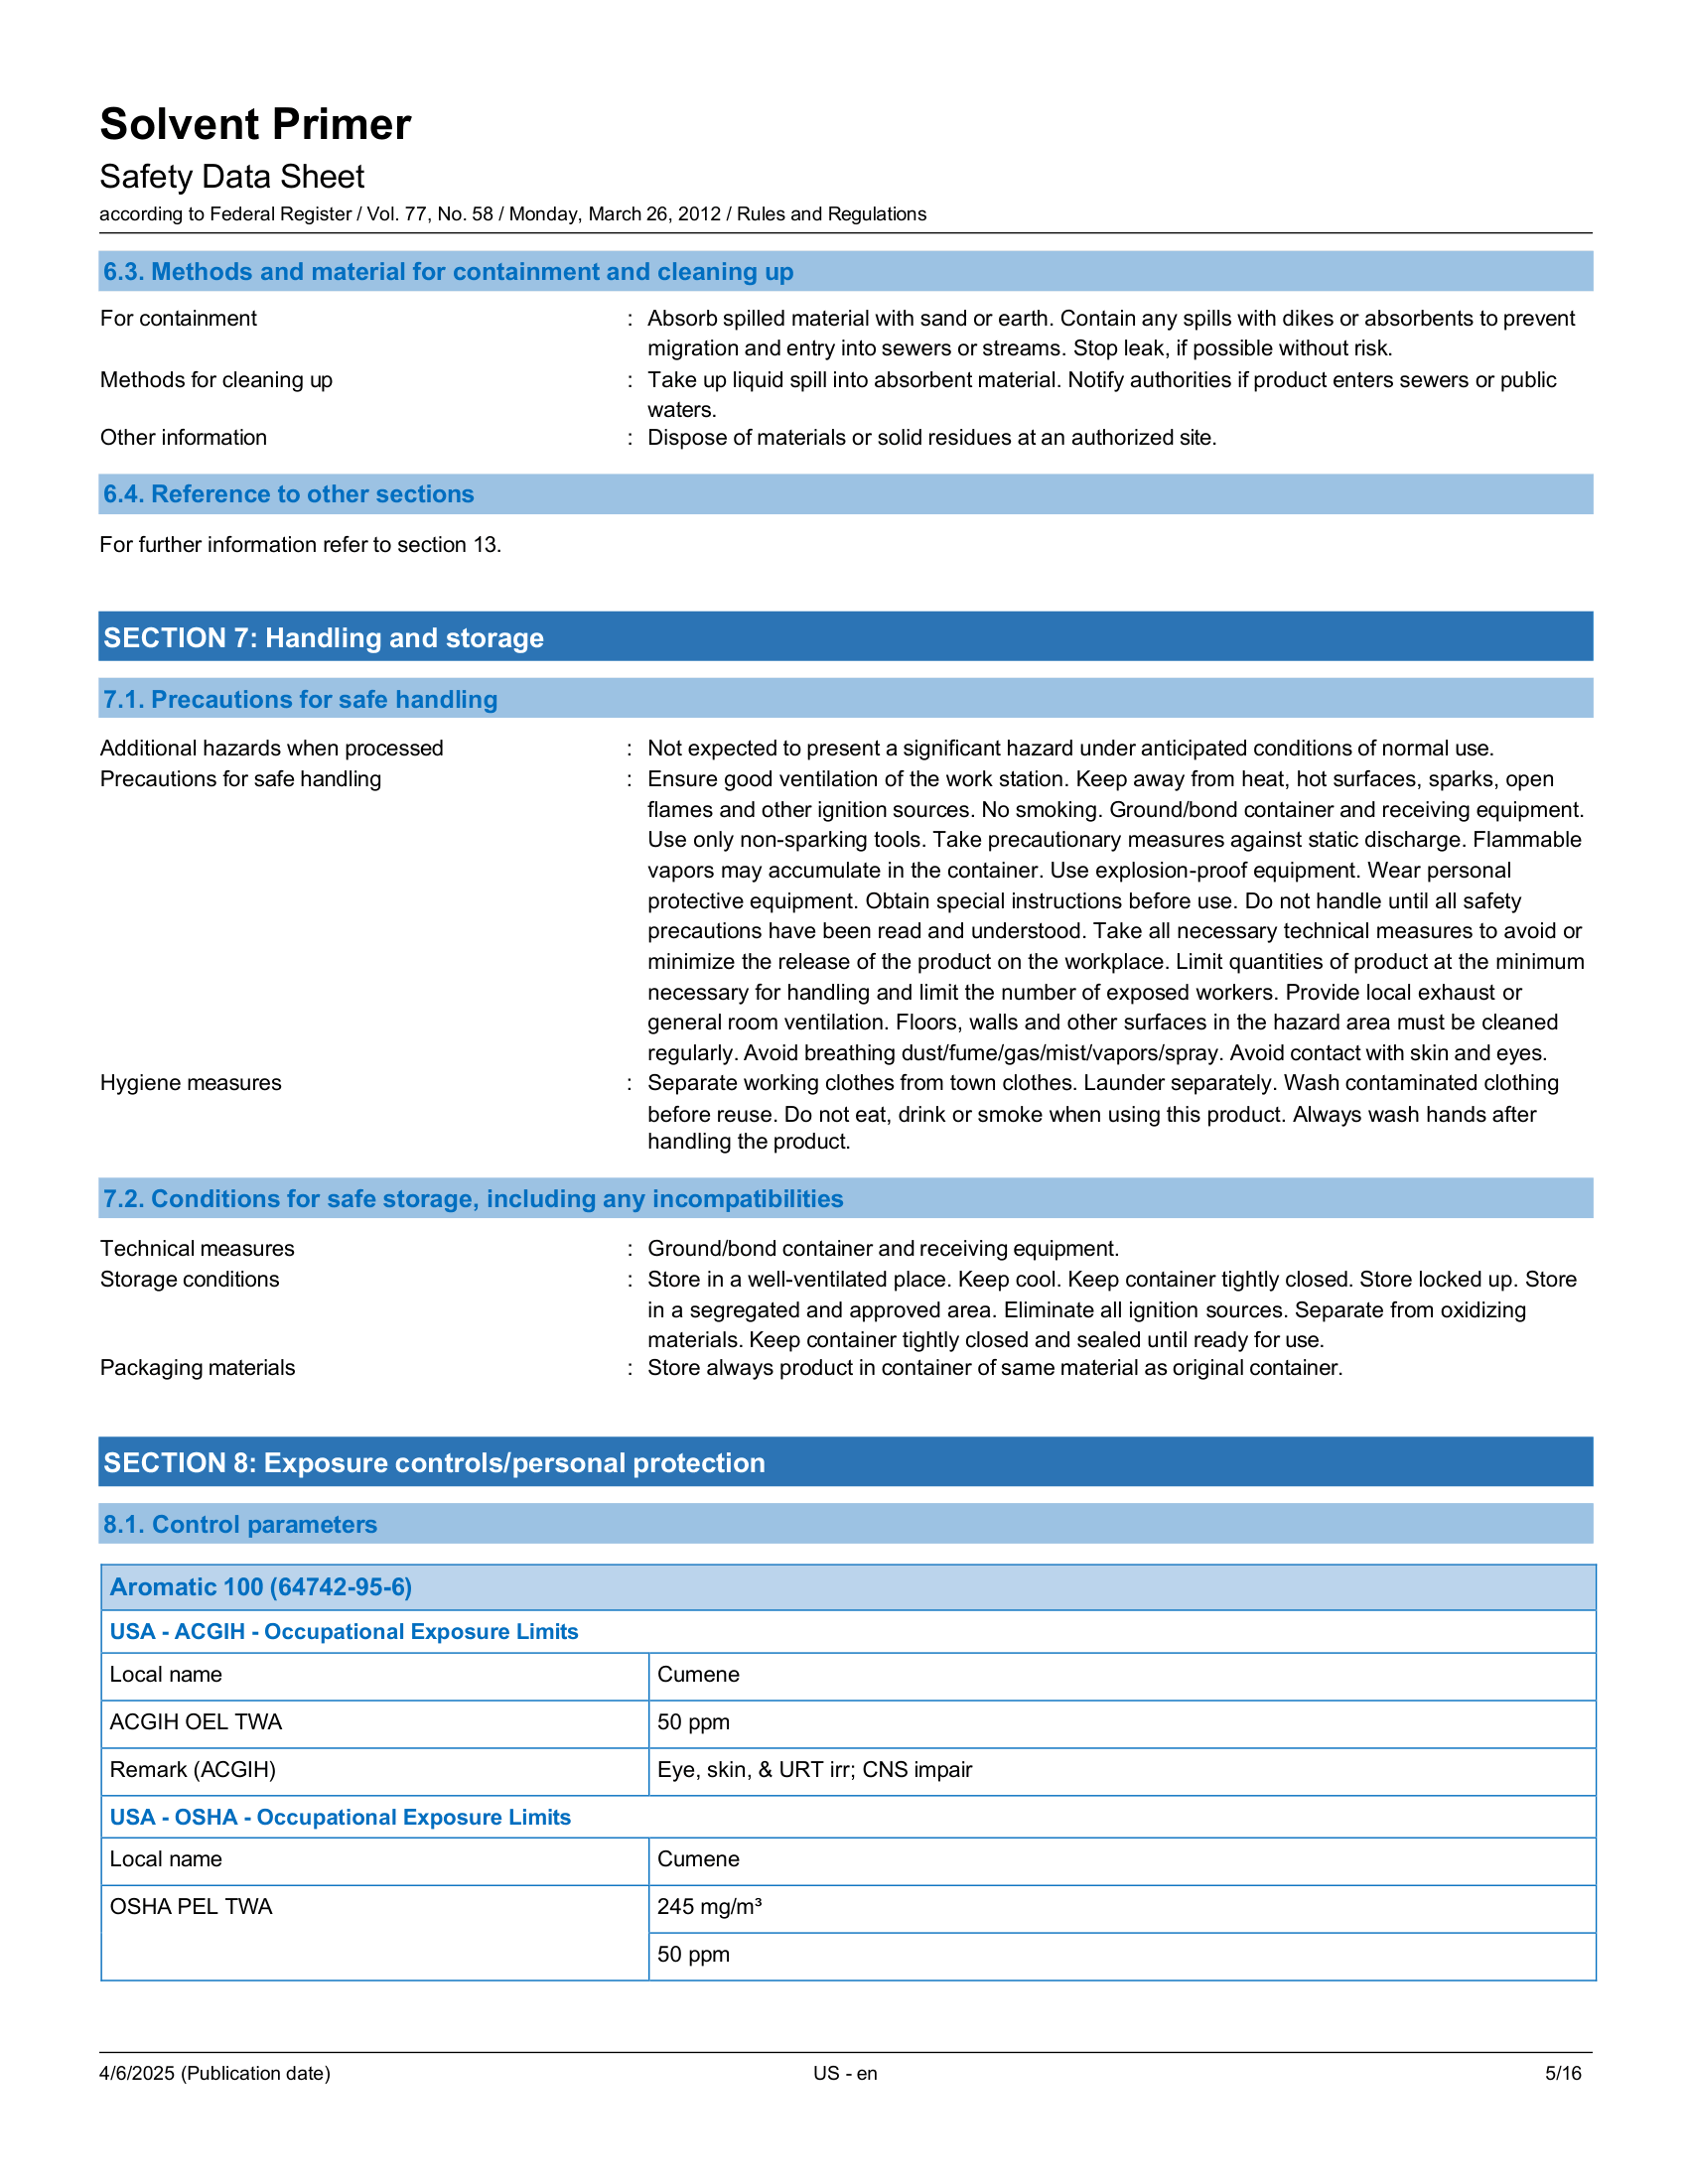 Solvent Primer
Safety Data Sheet
according to Federal Register / Vol. 77, No. 58 / Monday, March 26, 2012 / Rules and Regulations
6.3. Methods and material for containment and cleaning up
For containment : Absorb spilled material with sand or earth. Contain any spills with dikes or absorbents to prevent
migration and entry into sewers or streams. Stop leak, if possible without risk.
Methods for cleaning up : Take up liquid spill into absorbent material. Notify authorities if product enters sewers or public
waters.
Other information : Dispose of materials or solid residues at an authorized site.
6.4. Reference to other sections
For further information refer to section 13.
SECTION 7: Handling and storage
7.1. Precautions for safe handling
Additional hazards when processed : Not expected to present a significant hazard under anticipated conditions of normal use.
Precautions for safe handling : Ensure good ventilation of the work station. Keep away from heat, hot surfaces, sparks, open
flames and other ignition sources. No smoking. Ground/bond container and receiving equipment.
Use only non-sparking tools. Take precautionary measures against static discharge. Flammable
vapors may accumulate in the container. Use explosion-proof equipment. Wear personal
protective equipment. Obtain special instructions before use. Do not handle until all safety
precautions have been read and understood. Take all necessary technical measures to avoid or
minimize the release of the product on the workplace. Limit quantities of product at the minimum
necessary for handling and limit the number of exposed workers. Provide local exhaust or
general room ventilation. Floors, walls and other surfaces in the hazard area must be cleaned
regularly. Avoid breathing dust/fume/gas/mist/vapors/spray. Avoid contact with skin and eyes.
Hygiene measures : Separate working clothes from town clothes. Launder separately. Wash contaminated clothing
before reuse. Do not eat, drink or smoke when using this product. Always wash hands after
handling the product.
7.2. Conditions for safe storage, including any incompatibilities
Technical measures : Ground/bond container and receiving equipment.
Storage conditions : Store in a well-ventilated place. Keep cool. Keep container tightly closed. Store locked up. Store
in a segregated and approved area. Eliminate all ignition sources. Separate from oxidizing
materials. Keep container tightly closed and sealed until ready for use.
Packaging materials : Store always product in container of same material as original container.
SECTION 8: Exposure controls/personal protection
8.1. Control parameters
Aromatic 100 (64742-95-6)
USA - ACGIH - Occupational Exposure Limits
Local name Cumene
ACGIH OEL TWA 50 ppm
Remark (ACGIH) Eye, skin, & URT irr; CNS impair
USA - OSHA - Occupational Exposure Limits
Local name Cumene
OSHA PEL TWA 245 mg/m³
50 ppm
4/6/2025 (Publication date) US - en 5/16